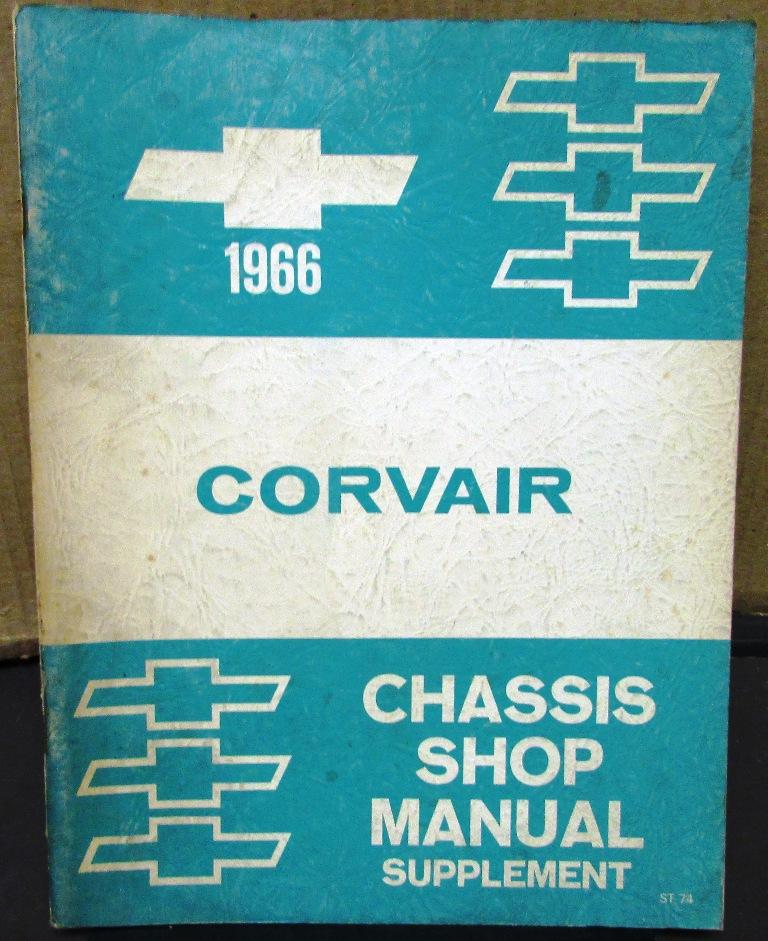 1966
CORVAIR
CHASSIS
SHOP
MANUAL
SUPPLEMENT
ST 74